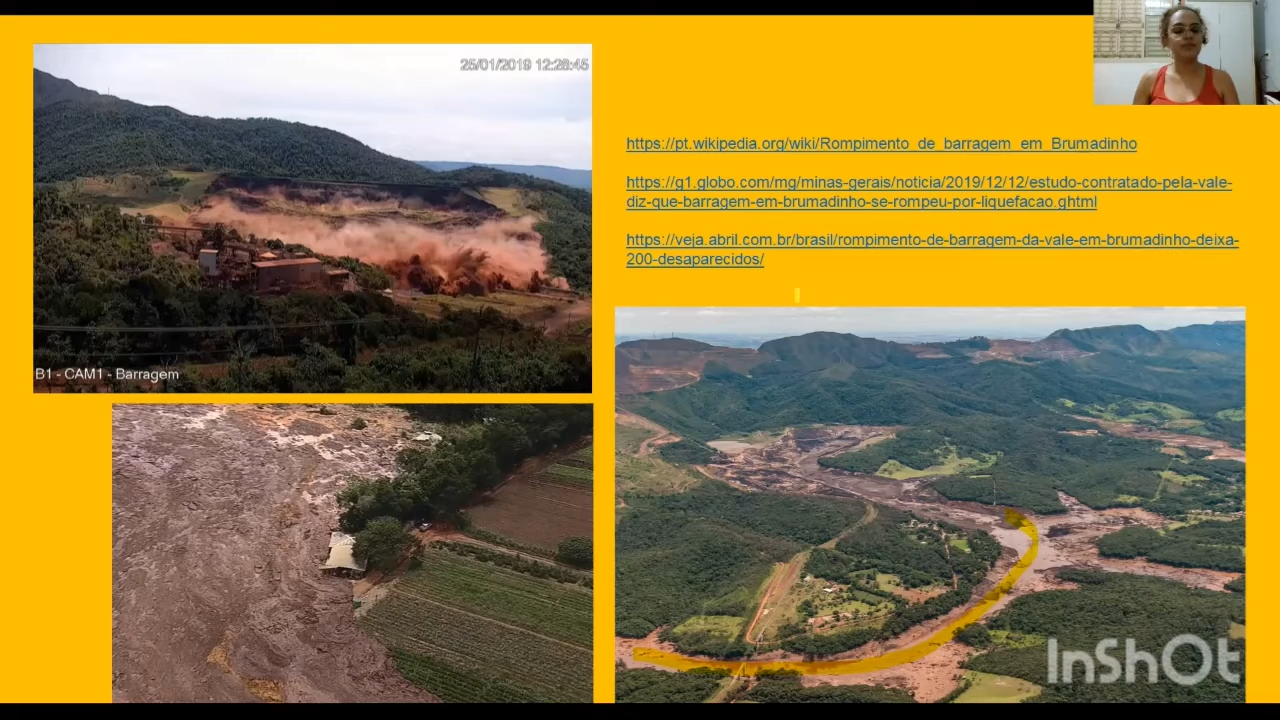 25/01/2019 12:28:45
https://pt.wikipedia.org/wiki/Rompimento_de_barragem_em_Brumadinho
https://g1.globo.com/mg/minas-gerais/noticia/2019/12/12/estudo-contratado-pela-vale-
diz-que-barragem-em-brumadinho-se-rompeu-por-liquefacao.ghtml
https://veja.abril.com.br/brasil/rompimento-de-barragem-da-vale-em-brumadinho-deixa-
200-desaparecidos/
B1 - CAM1 - Barragem
InShOt